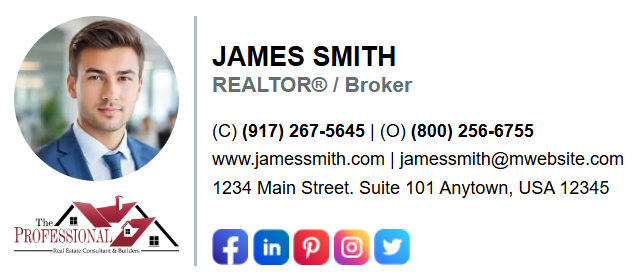 JAMES SMITH
REALTOR® / Broker
(C) (917) 267-5645 | (O) (800) 256-6755
www.jamessmith.com | jamessmith@mwebsite.com
1234 Main Street. Suite 101 Anytown, USA 12345
The
PROFESSIONAL
Real Estate Consultant & Builders